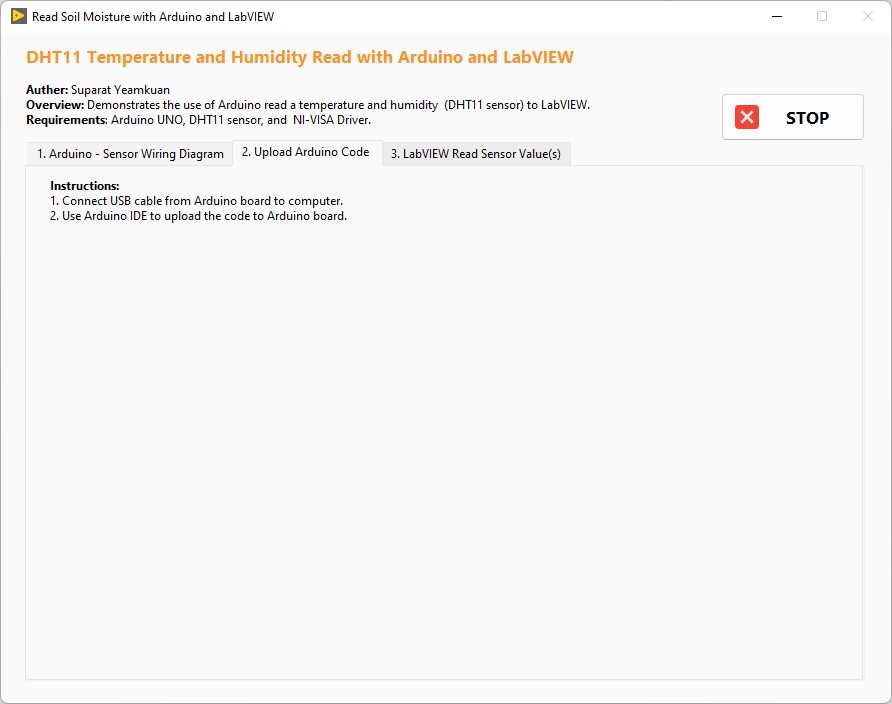 Read Soil Moisture with Arduino and LabVIEW
DHT11 Temperature and Humidity Read with Arduino and LabVIEW
Auther: Suparat Yeamkuan
Overview: Demonstrates the use of Arduino read a temperature and humidity  (DHT11 sensor) to LabVIEW.
Requirements: Arduino UNO, DHT11 sensor, and  NI-VISA Driver.
STOP
1. Arduino - Sensor Wiring Diagram
2. Upload Arduino Code
3. LabVIEW Read Sensor Value(s)
Instructions:
1. Connect USB cable from Arduino board to computer.
2. Use Arduino IDE to upload the code to Arduino board.